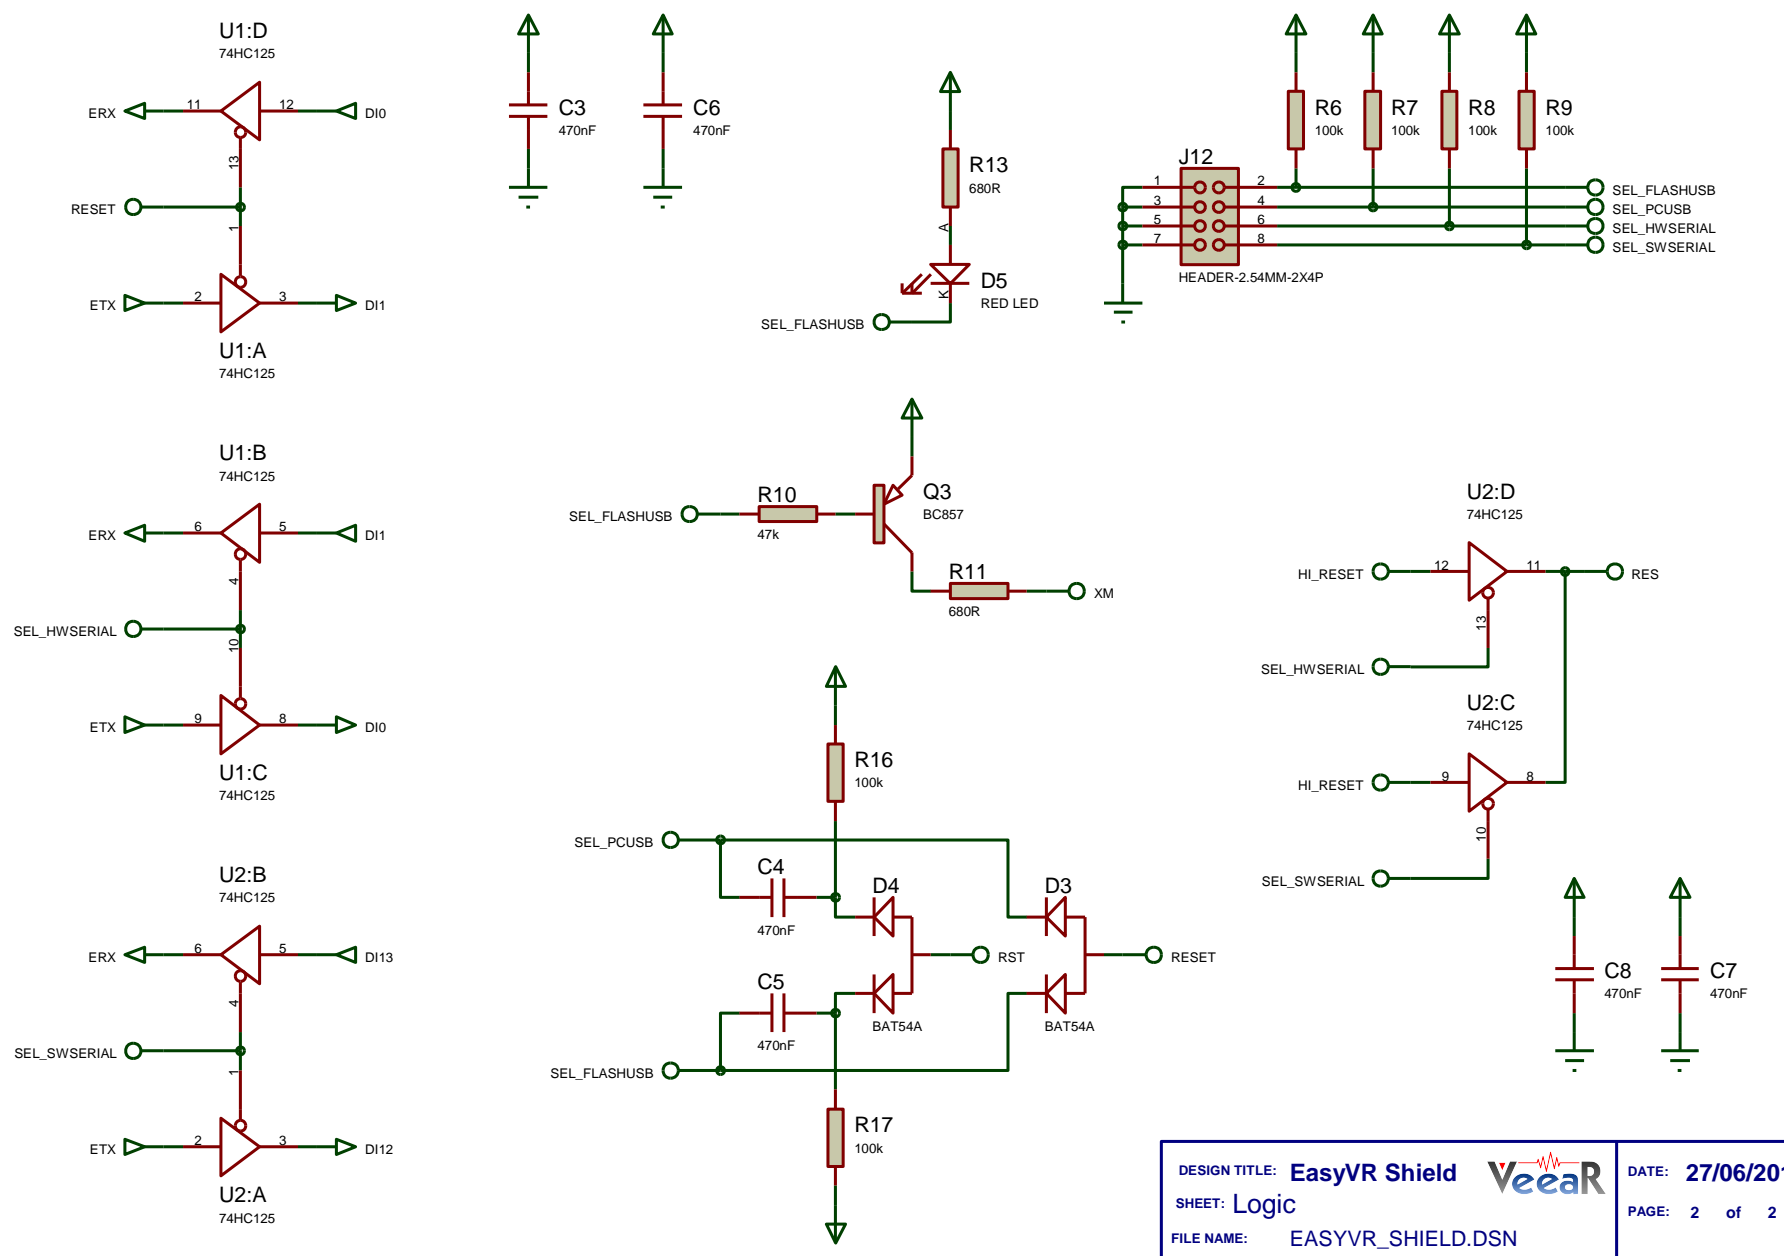 U1:D
74HC125
ERX
11
12
DI0
13
RESET
1
ETX
2
3
DI1
U1:A
74HC125
C3
470nF
C6
470nF
R13
680R
A
D5
RED LED
K
SEL_FLASHUSB
R6
100k
R7
100k
R8
100k
R9
100k
J12
1
2
SEL_FLASHUSB
3
4
SEL_PCUSB
5
6
SEL_HWSERIAL
7
8
SEL_SWSERIAL
HEADER-2.54MM-2X4P
U1:B
74HC125
ERX
6
5
DI1
4
SEL_HWSERIAL
10
ETX
9
8
DI0
U1:C
74HC125
SEL_FLASHUSB
R10
47k
Q3
BC857
R11
680R
XM
U2:D
74HC125
HI_RESET
12
11
RES
13
SEL_HWSERIAL
U2:C
74HC125
HI_RESET
9
8
10
SEL_SWSERIAL
R16
100k
SEL_PCUSB
C4
470nF
D4
D3
RST
RESET
C5
470nF
BAT54A
BAT54A
SEL_FLASHUSB
R17
100k
C8
470nF
C7
470nF
U2:B
74HC125
ERX
6
5
DI13
4
SEL_SWSERIAL
1
ETX
2
3
DI12
U2:A
74HC125
DESIGN TITLE: EasyVR Shield
VeeaR
DATE: 27/06/201
SHEET: Logic
PAGE: 2 of 2
FILE NAME: EASYVR_SHIELD.DSN